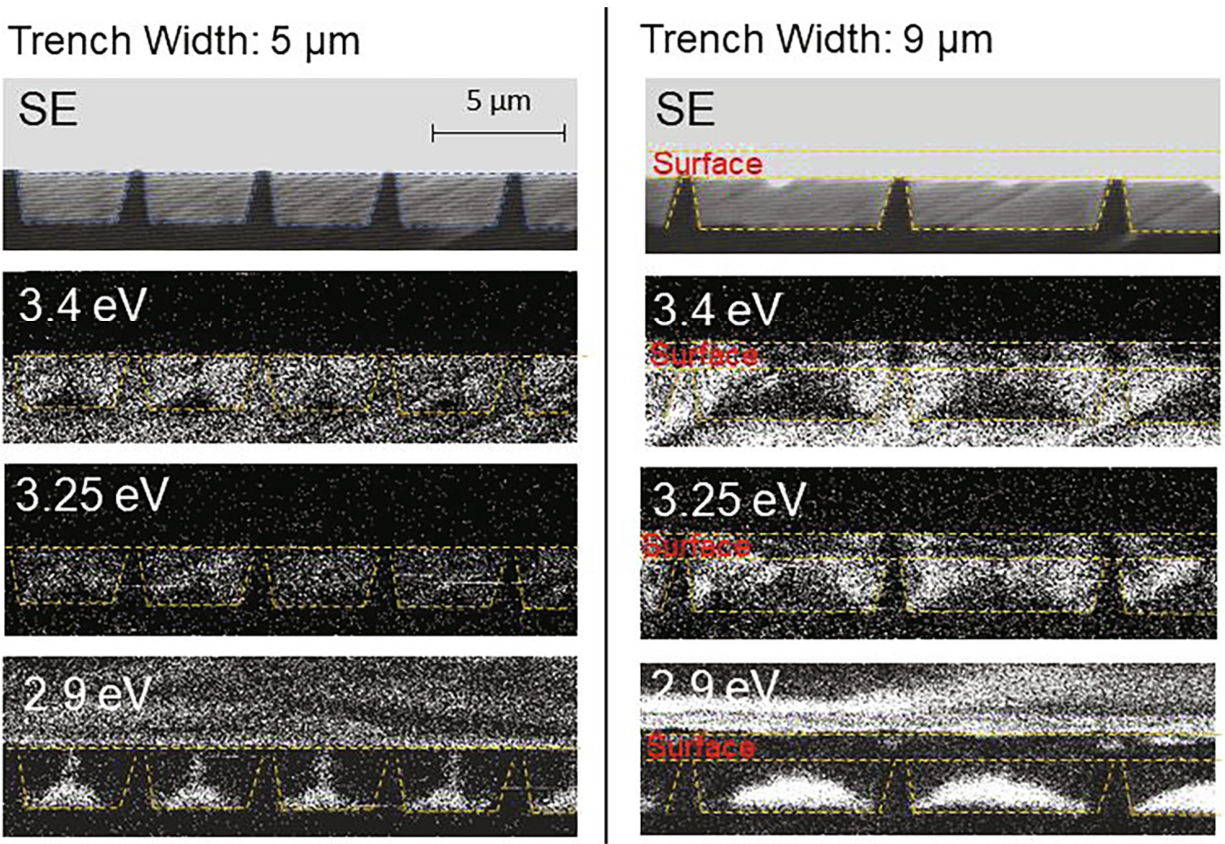 Trench Width: 5 µm
SE
5 µm
3.4 eV
3.25 eV
2.9 eV
Trench Width: 9 µm
SE
Surface
3.4 eV
Surface
3.25 eV
Surface
2.9 eV
Surface